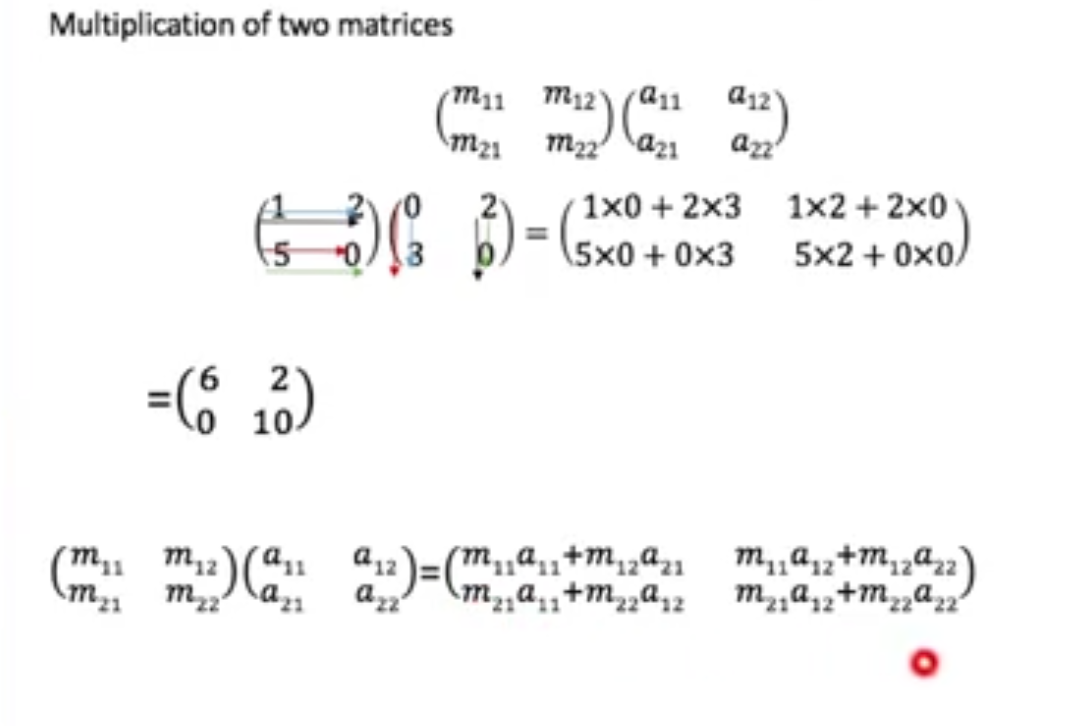 Multiplication of two matrices
(m₁₁ m₁₂)(a₁₁ a₁₂)
(m₂₁ m₂₂)(a₂₁ a₂₂)
(1 2)(0 2)=(1×0 + 2×3 1×2 + 2×0)
(5 0)(3 0) (5×0 + 0×3 5×2 + 0×0)
=(6 2)
(0 10)
(m₁₁ m₁₂)(a₁₁ a₁₂)=(m₁₁a₁₁+m₁₂a₂₁ m₁₁a₁₂+m₁₂a₂₂)
(m₂₁ m₂₂)(a₂₁ a₂₂) (m₂₁a₁₁+m₂₂a₁₂ m₂₁a₁₂+m₂₂a₂₂)